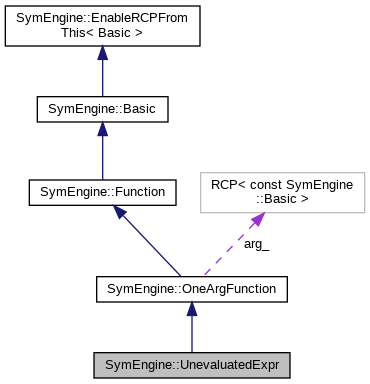 SymEngine::EnableRCPFrom
This< Basic >
SymEngine::Basic
SymEngine::Function
RCP< const SymEngine
::Basic >
arg_
SymEngine::OneArgFunction
SymEngine::UnevaluatedExpr